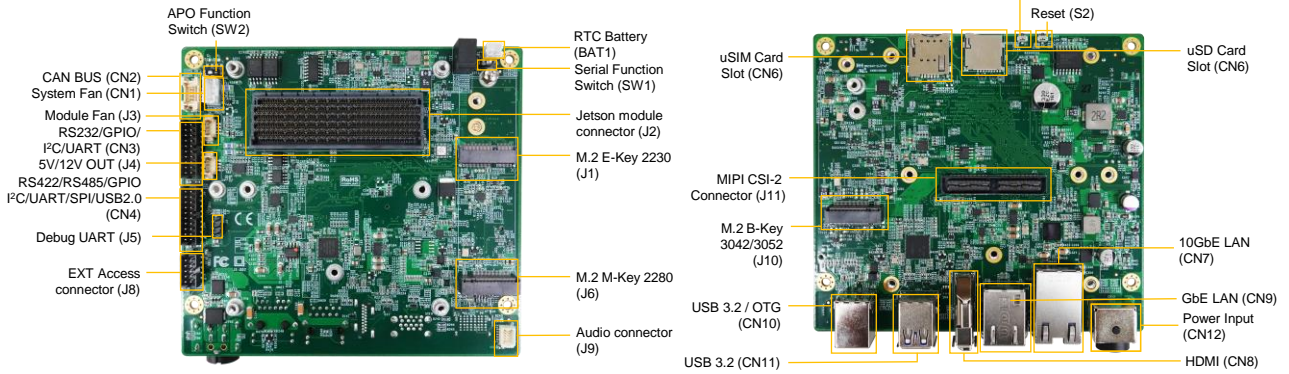 APO Function
Switch (SW2)
CAN BUS (CN2)
System Fan (CN1)
Module Fan (J3)
RS232/GPIO/
I²C/UART (CN3)
5V/12V OUT (J4)
RS422/RS485/GPIO
I²C/UART/SPI/USB2.0
(CN4)
Debug UART (J5)
EXT Access
connector (J8)
RTC Battery
(BAT1)
Serial Function
Switch (SW1)
Jetson module
connector (J2)
M.2 E-Key 2230
(J1)
M.2 M-Key 2280
(J6)
Audio connector
(J9)
RoHS
CE
FC
uSIM Card
Slot (CN6)
MIPI CSI-2
Connector (J11)
M.2 B-Key
3042/3052
(J10)
USB 3.2 / OTG
(CN10)
USB 3.2 (CN11)
Reset (S2)
uSD Card
Slot (CN6)
2R2
10GbE LAN
(CN7)
GbE LAN (CN9)
Power Input
(CN12)
HDMI (CN8)